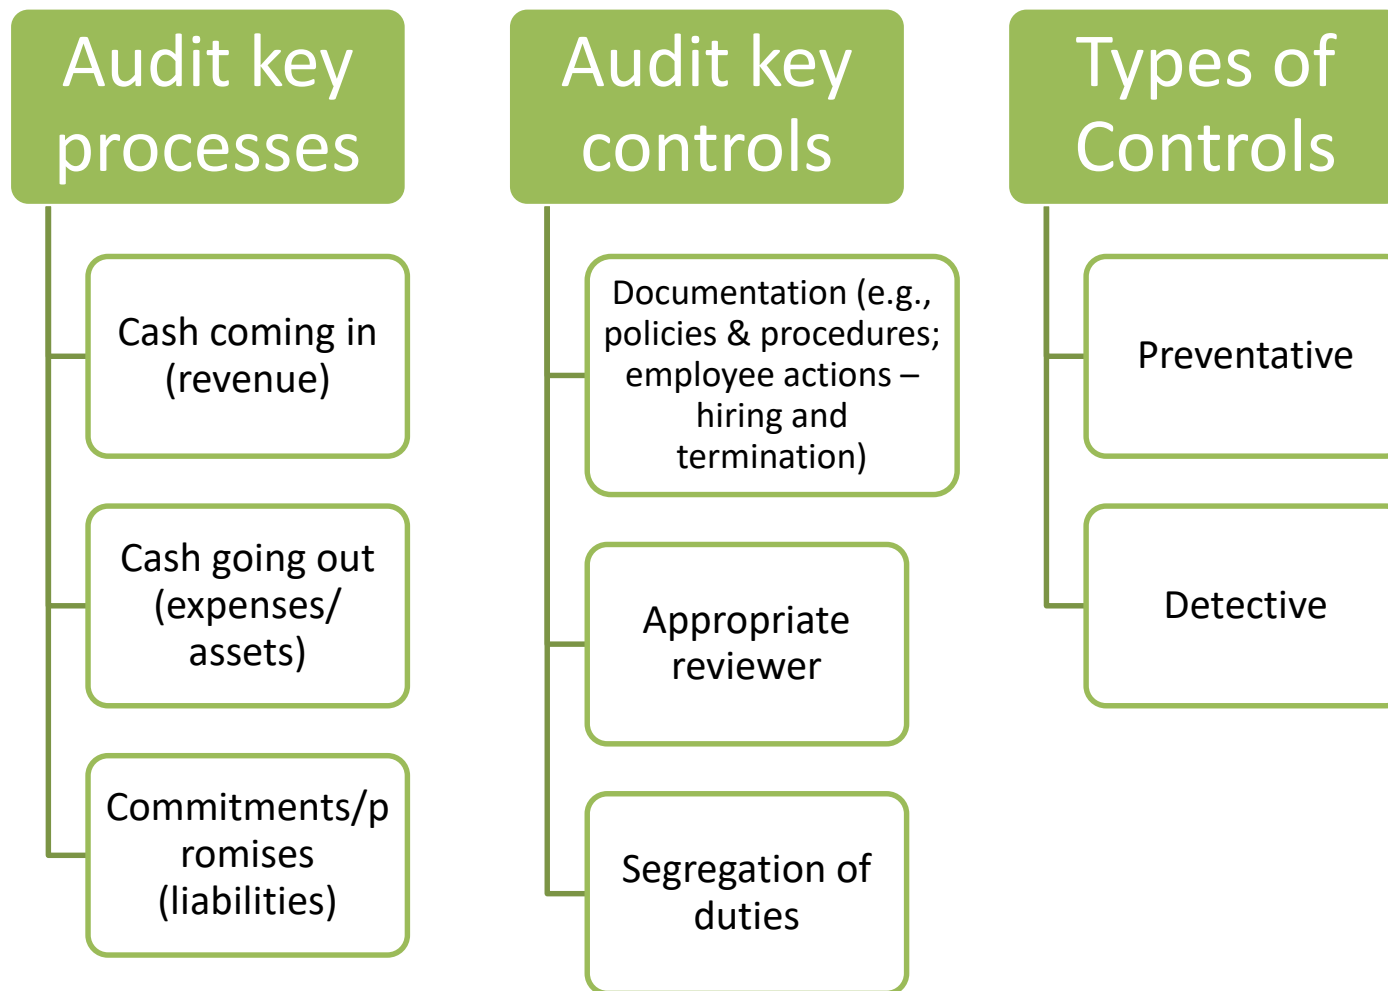 Audit key
processes
Cash coming in
(revenue)
Cash going out
(expenses/
assets)
Commitments/p
romises
(liabilities)
Audit key
controls
Documentation (e.g.,
policies & procedures;
employee actions –
hiring and
termination)
Appropriate
reviewer
Segregation of
duties
Types of
Controls
Preventative
Detective